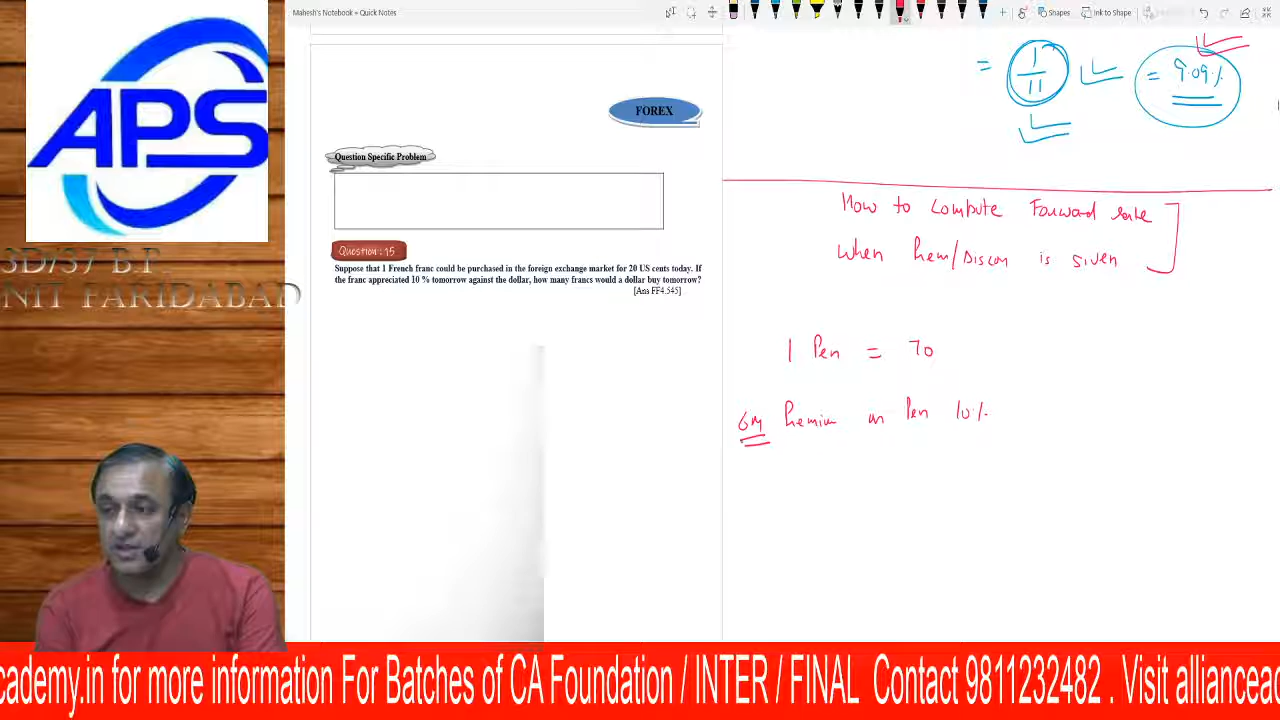 Mahesh's Notebook » Quick Notes
Shapes
Ink to Shape
APS
3D/37 B.P.
NIT FARIDABAD
FOREX
Question Specific Problem
Question : 15
Suppose that 1 French franc could be purchased in the foreign exchange market for 20 US cents today. If
the franc appreciated 10 % tomorrow against the dollar, how many francs would a dollar buy tomorrow?
[Ans FF4.545]
= 1/11 = 9.09%
How to Compute Forward rate
When Prem/Discon is given
1 Pen = 70
6M Premium on Pen 10%
cademy.in for more information For Batches of CA Foundation / INTER / FINAL Contact 9811232482 . Visit allianceac